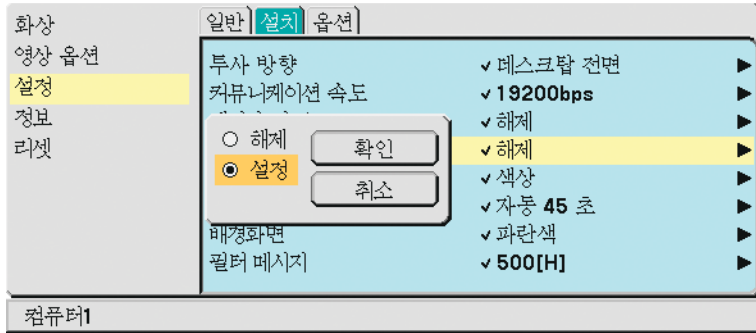 화상
영상 옵션
설정
정보
리셋
일반 설치 옵션
투사 방향 데스크탑 전면
커뮤니케이션 속도 19200bps
해제
해제
색상
자동 45 초
배경화면 파란색
필터 메시지 500[H]
해제
설정
확인
취소
컴퓨터1